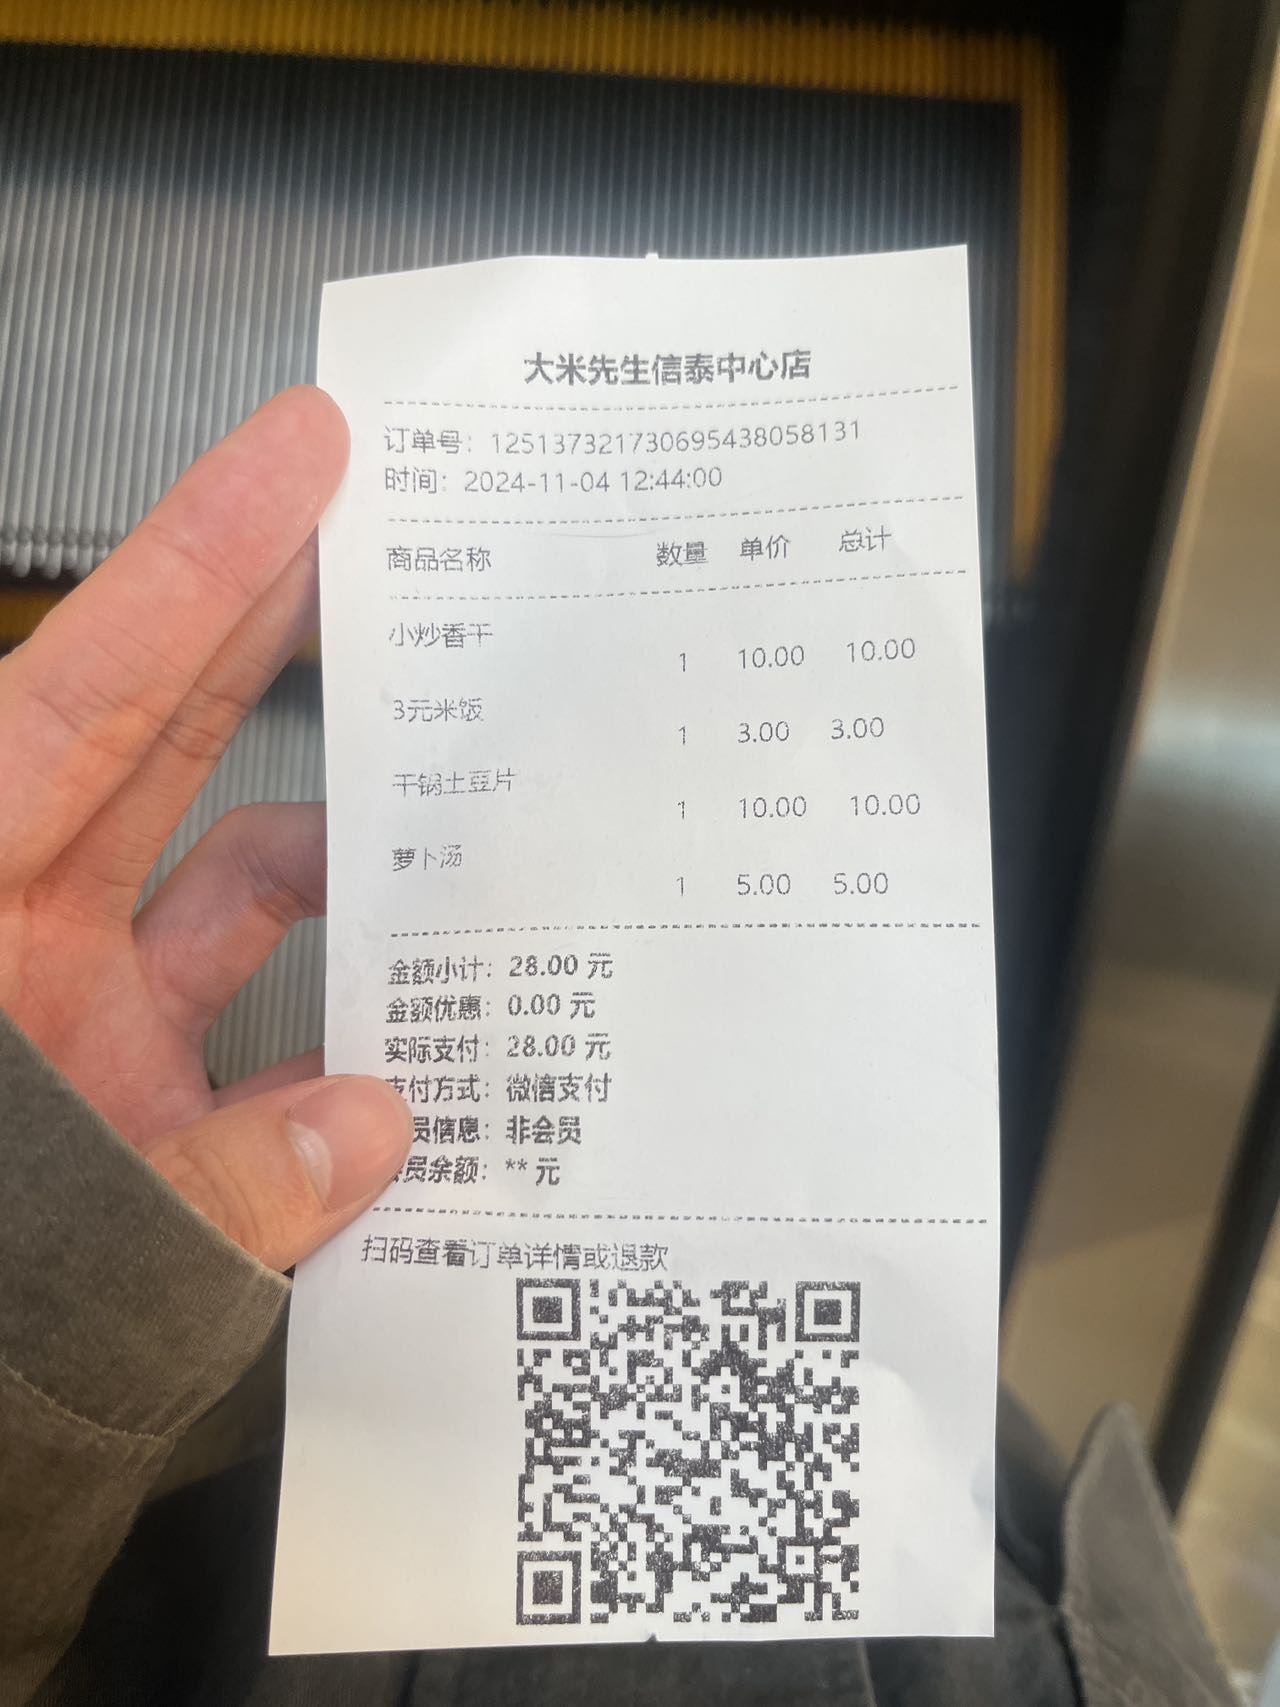 大米先生信泰中心店
订单号：125137321730695438058131
时间：2024-11-04 12:44:00
商品名称 数量 单价 总计
小炒香干
1 10.00 10.00
3元米饭
1 3.00 3.00
干锅土豆片
1 10.00 10.00
萝卜汤
1 5.00 5.00
金额小计：28.00 元
金额优惠：0.00 元
实际支付：28.00 元
支付方式：微信支付
员信息：非会员
会员余额：** 元
扫码查看订单详情或退款